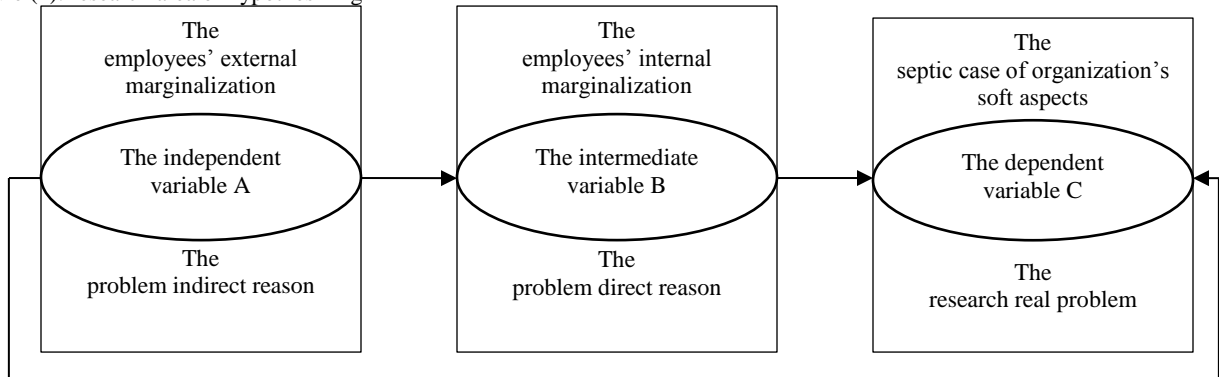 The
employees’ external
marginalization
The independent
variable A
The
problem indirect reason
The
employees’ internal
marginalization
The intermediate
variable B
The
problem direct reason
The
septic case of organization’s
soft aspects
The dependent
variable C
The
research real problem